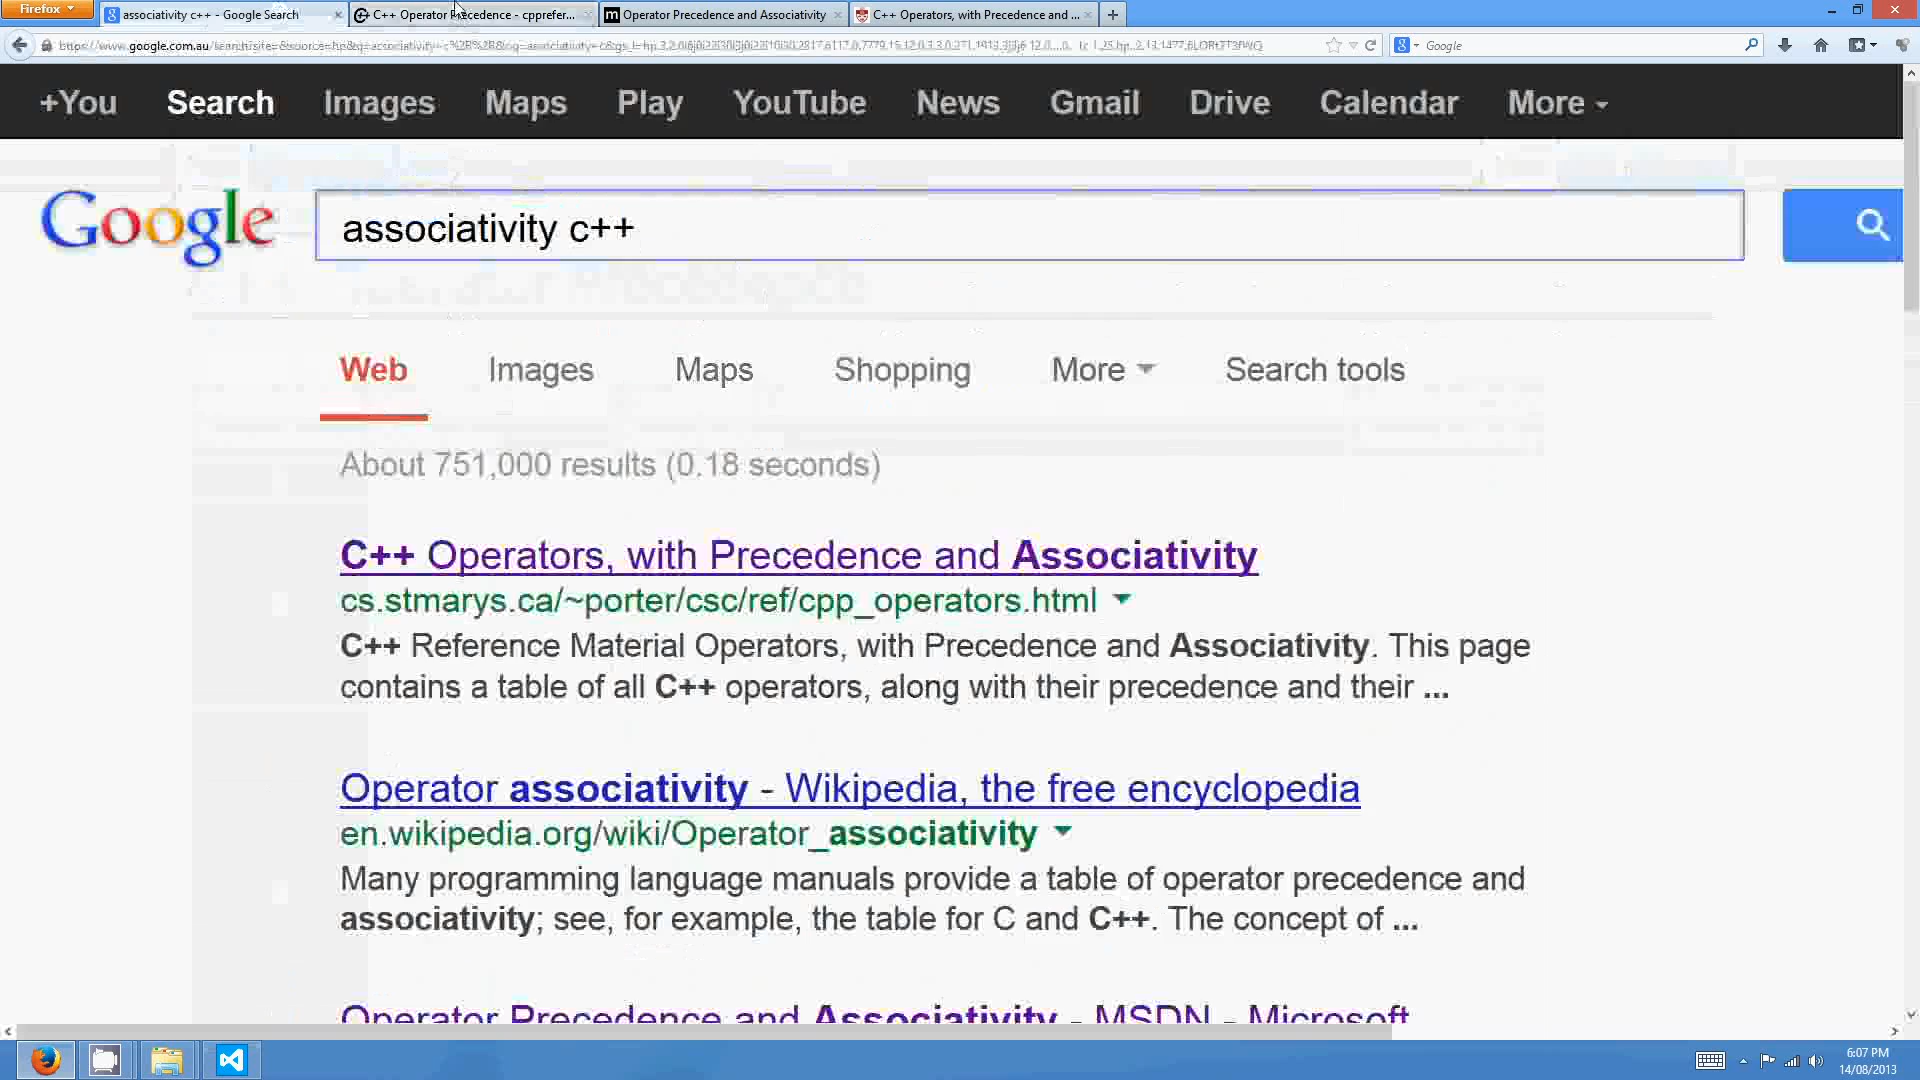 Firefox
associativity c++ - Google Search
C++ Operator Precedence - cpprefer...
Operator Precedence and Associativity
C++ Operators, with Precedence and ...
Google
+You Search Images Maps Play YouTube News Gmail Drive Calendar More
Google associativity c++
Web Images Maps Shopping More Search tools
About 751,000 results (0.18 seconds)
C++ Operators, with Precedence and Associativity
cs.stmarys.ca/~porter/csc/ref/cpp_operators.html
C++ Reference Material Operators, with Precedence and Associativity. This page
contains a table of all C++ operators, along with their precedence and their ...
Operator associativity - Wikipedia, the free encyclopedia
en.wikipedia.org/wiki/Operator_associativity
Many programming language manuals provide a table of operator precedence and
associativity; see, for example, the table for C and C++. The concept of ...
Operator Precedence and Associativity - MSDN - Microsoft
6:07 PM
14/08/2013